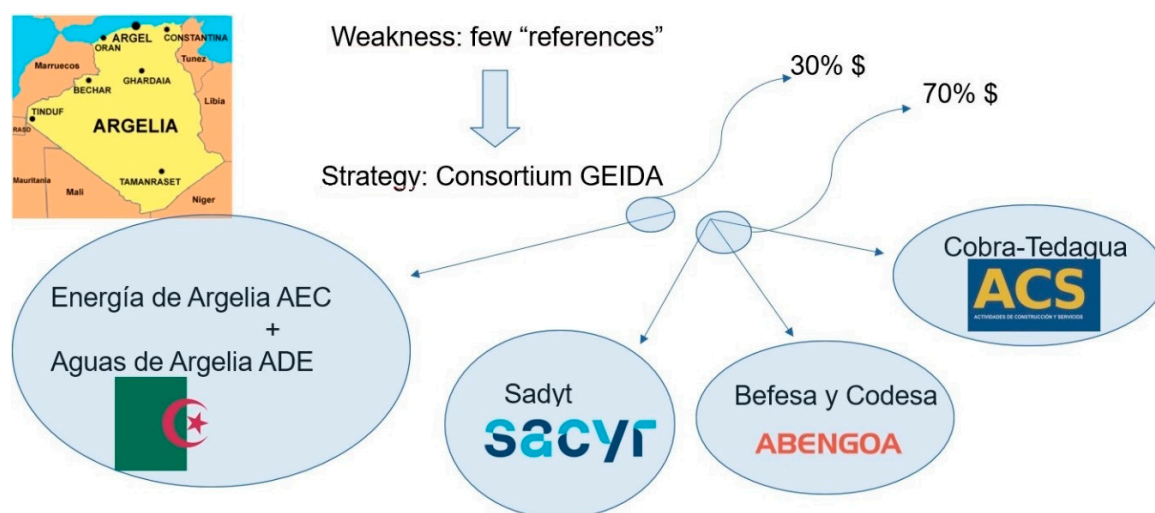 ARGEL
CONSTANTINA
ORAN
Marruecos
Tunez
GHARDAIA
BECHAR
Libia
TINDUF
RASD
ARGELIA
Mauritania
Mali
TAMANRASET
Niger
Weakness: few “references”
30% $
70% $
Strategy: Consortium GEIDA
Energía de Argelia AEC
+
Aguas de Argelia ADE
Sadyt
sacyr
Befesa y Codesa
ABENGOA
Cobra-Tedagua
ACS
ACTIVIDADES DE CONSTRUCCIÓN Y SERVICIOS